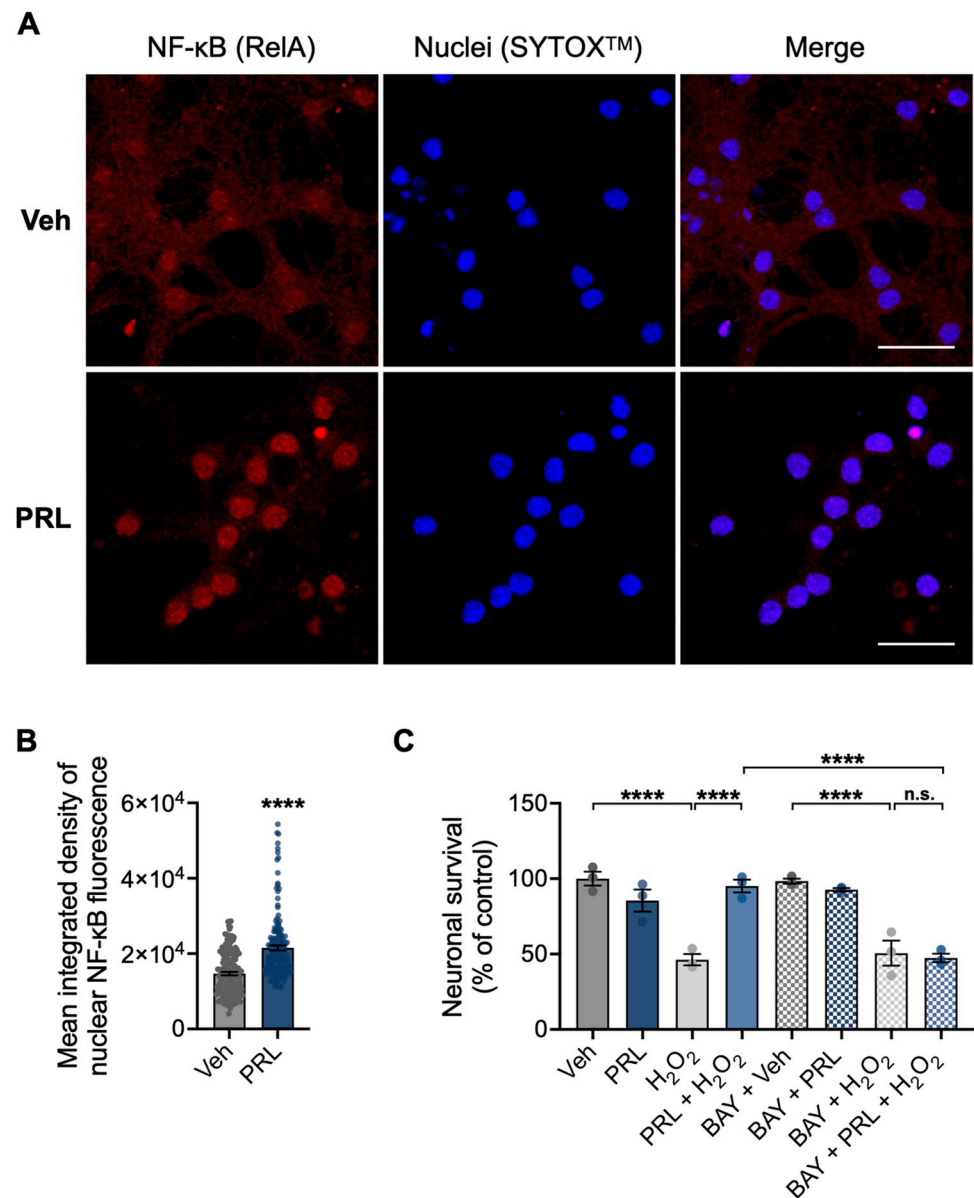 A
NF-κB (RelA)
Nuclei (SYTOX™)
Merge
Veh
PRL
B
Mean integrated density of
nuclear NF-κB fluorescence
6×10⁴
4×10⁴
2×10⁴
0
****
Veh
PRL
C
Neuronal survival
(% of control)
150
100
50
0
****
****
****
****
n.s.
Veh
PRL
H₂O₂
PRL + H₂O₂
BAY + Veh
BAY + PRL
BAY + H₂O₂
BAY + PRL + H₂O₂